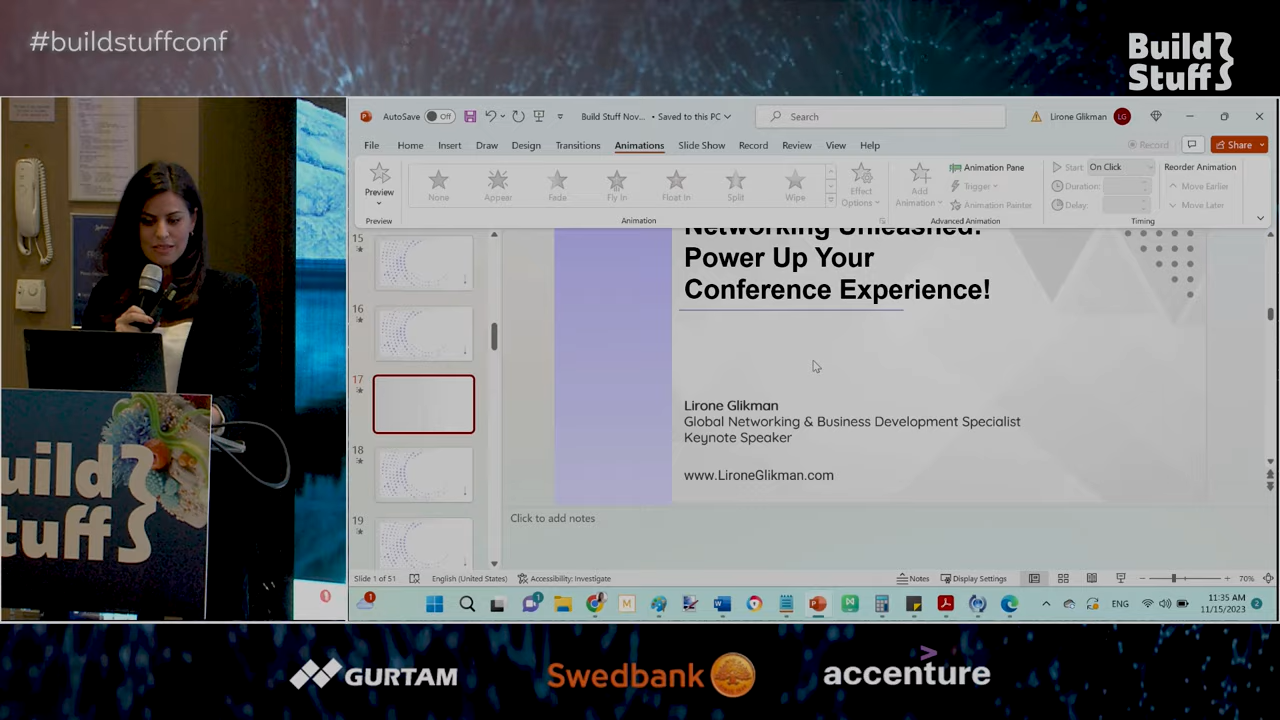 #buildstuffconf
Build
Stuff
AutoSave Off
Build Stuff Nov... • Saved to this PC
Search
Lirone Glikman
LG
File Home Insert Draw Design Transitions Animations Slide Show Record Review View Help
Record
Share
Preview
None Appear Fade Fly In Float In Split Wipe
Effect
Options
Add
Animation
Animation Pane
Trigger
Animation Painter
Start: On Click
Duration:
Delay:
Reorder Animation
Move Earlier
Move Later
Preview
Animation
Advanced Animation
Timing
15
16
17
18
19
Networking Unleashed:
Power Up Your
Conference Experience!
Lirone Glikman
Global Networking & Business Development Specialist
Keynote Speaker
www.LironeGlikman.com
Click to add notes
Slide 1 of 51
English (United States)
Accessibility: Investigate
Notes
Display Settings
70%
ENG
11:35 AM
11/15/2023
uild
tuff
GURTAM
Swedbank
accenture